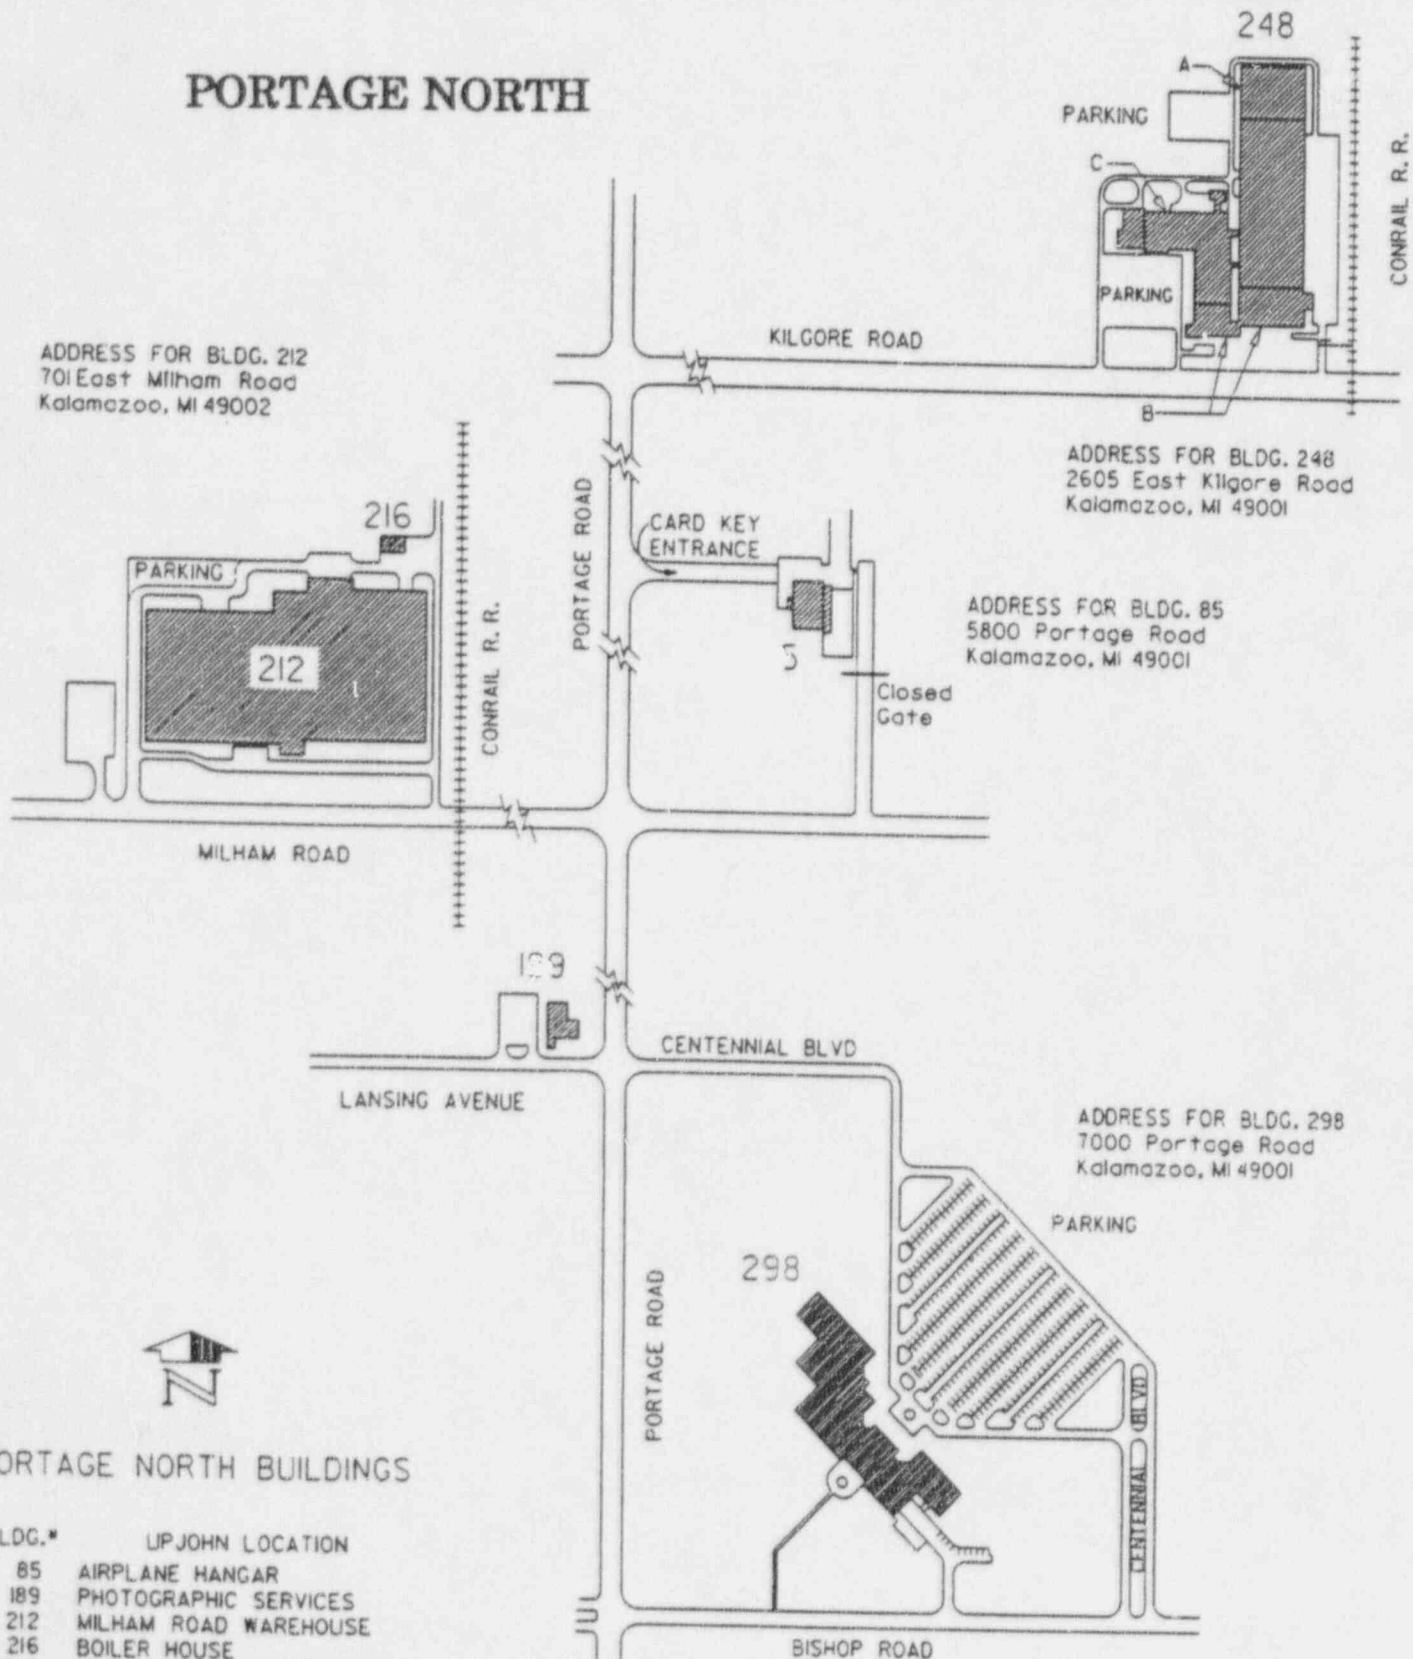 248
PORTAGE NORTH
A
PARKING
C
CONRAIL R. R.
PARKING
KILGORE ROAD
ADDRESS FOR BLDG. 212
701 East Milham Road
Kalamazoo, MI 49002
B
ADDRESS FOR BLDG. 248
2605 East Kilgore Road
Kalamazoo, MI 49001
216
PORTAGE ROAD
CARD KEY
ENTRANCE
PARKING
ADDRESS FOR BLDG. 85
5800 Portage Road
Kalamazoo, MI 49001
212
CONRAIL R. R.
Closed
Gate
MILHAM ROAD
CENTENNIAL BLVD
LANSING AVENUE
ADDRESS FOR BLDG. 298
7000 Portage Road
Kalamazoo, MI 49001
PARKING
298
PORTAGE ROAD
N
CENTENNIAL BLVD
ORTAGE NORTH BUILDINGS
LDG.# UPJOHN LOCATION
85 AIRPLANE HANGAR
189 PHOTOGRAPHIC SERVICES
212 MILHAM ROAD WAREHOUSE
216 BOILER HOUSE
BISHOP ROAD